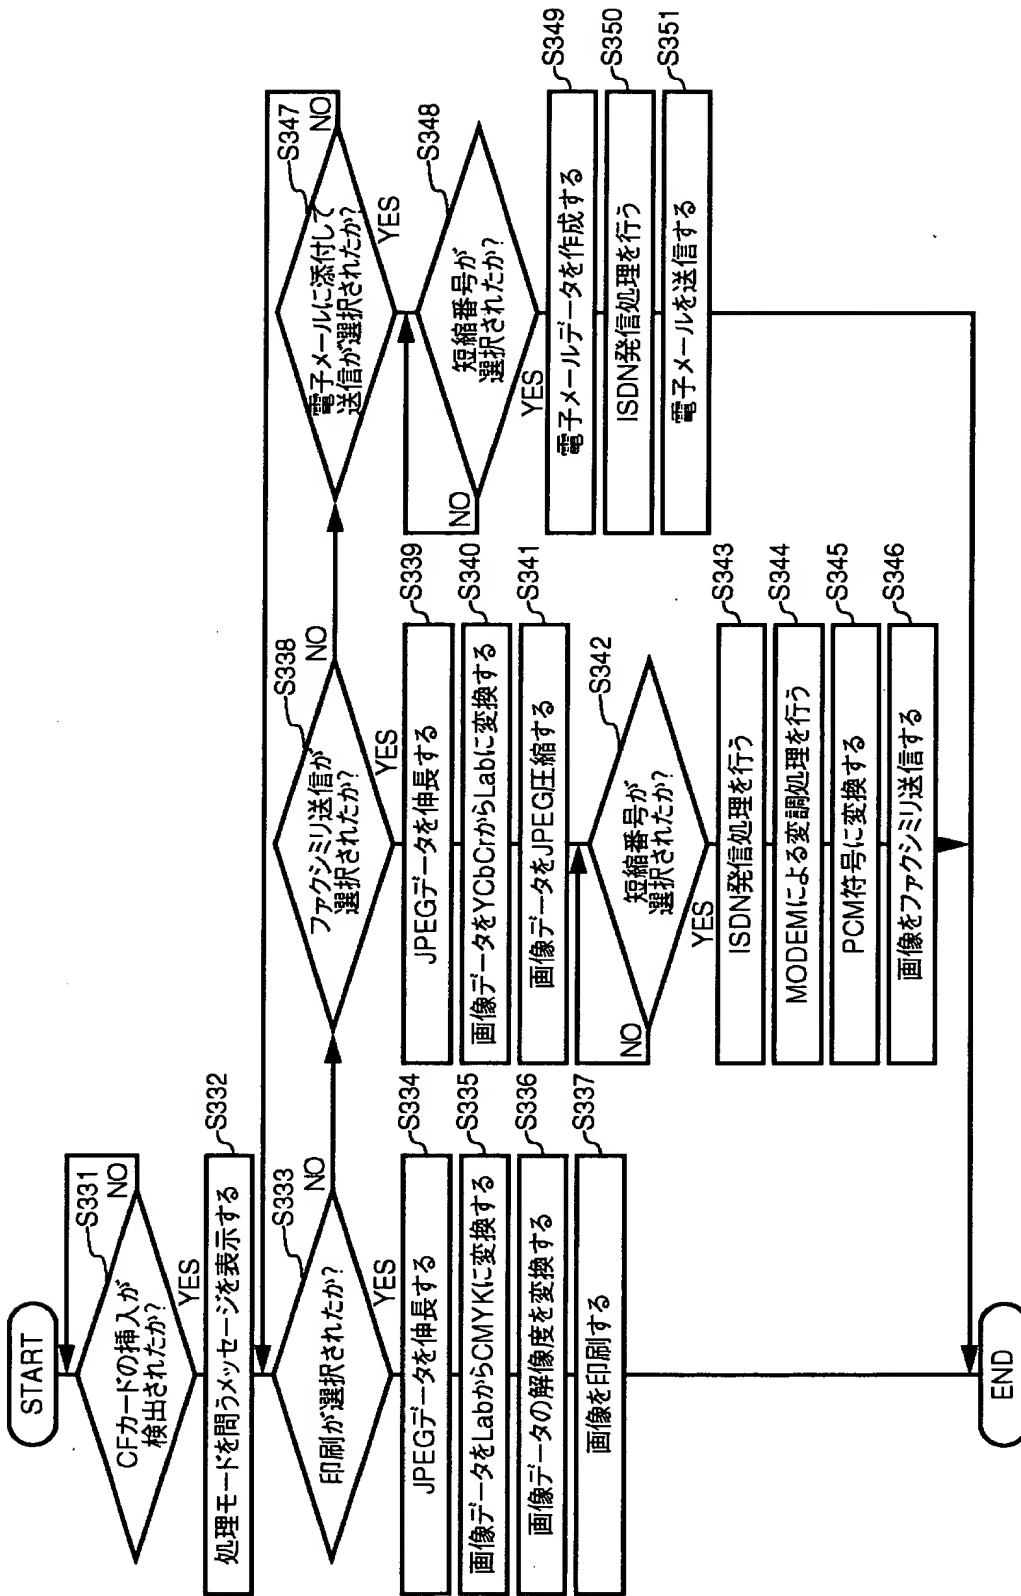 START
CFカードの挿入が
検出されたか?
S331
NO
YES
処理モードを問うメッセージを表示する
S332
印刷が選択されたか?
S333
NO
YES
JPEGデータを伸長する
S334
画像データをLabからCMYKに変換する
S335
画像データの解像度を変換する
S336
画像を印刷する
S337
ファクシミリ送信が
選択されたか?
S338
NO
YES
JPEGデータを伸長する
S339
画像データをYCbCrからLabに変換する
S340
画像データをJPEG圧縮する
S341
短縮番号が
選択されたか?
S342
NO
YES
ISDN発信処理を行う
S343
MODEMによる変調処理を行う
S344
PCM符号に変換する
S345
画像をファクシミリ送信する
S346
電子メールに添付して
送信が選択されたか?
S347
NO
YES
短縮番号が
選択されたか?
S348
NO
YES
電子メールデータを作成する
S349
ISDN発信処理を行う
S350
電子メールを送信する
S351
END